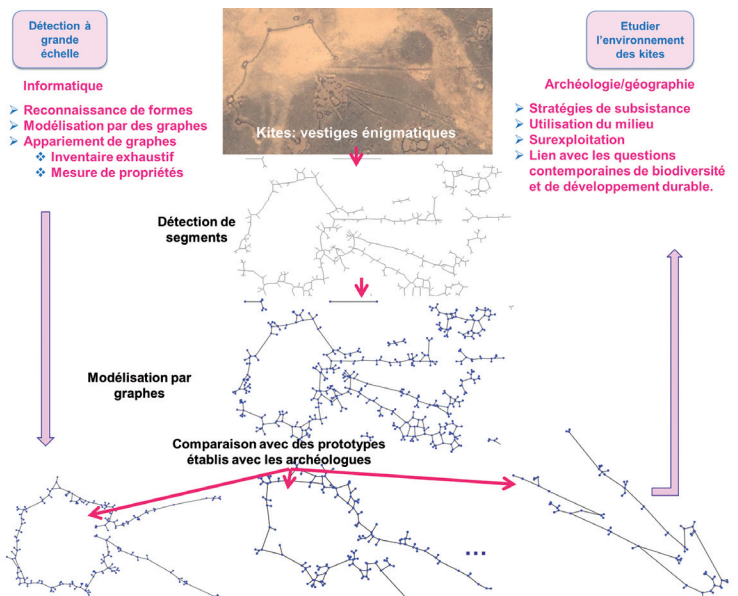 Détection à
grande
échelle
Informatique
Reconnaissance de formes
Modélisation par des graphes
Appariement de graphes
Inventaire exhaustif
Mesure de propriétés
Kites: vestiges énigmatiques
Etudier
l'environnement
des kites
Archéologie/géographie
Stratégies de subsistance
Utilisation du milieu
Surexploitation
Lien avec les questions
contemporaines de biodiversité
et de développement durable.
Détection de
segments
Modélisation par
graphes
Comparaison avec des prototypes
établis avec les archéologues
...